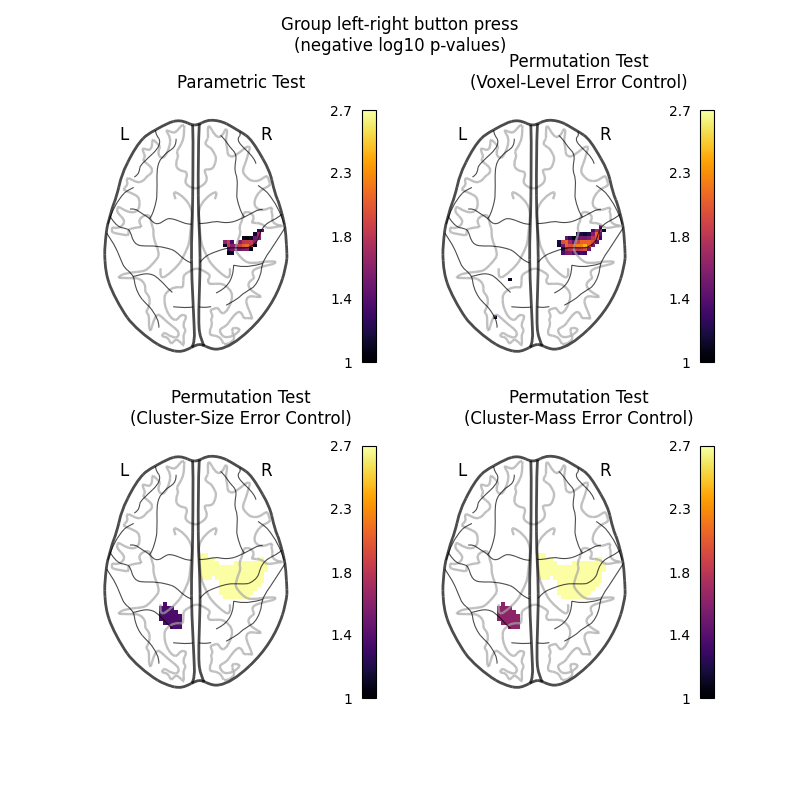 Group left-right button press
(negative log10 p-values)
Parametric Test
Permutation Test
(Voxel-Level Error Control)
L
R
2.7
2.3
1.8
1.4
1
L
R
2.7
2.3
1.8
1.4
1
Permutation Test
(Cluster-Size Error Control)
Permutation Test
(Cluster-Mass Error Control)
L
R
2.7
2.3
1.8
1.4
1
L
R
2.7
2.3
1.8
1.4
1